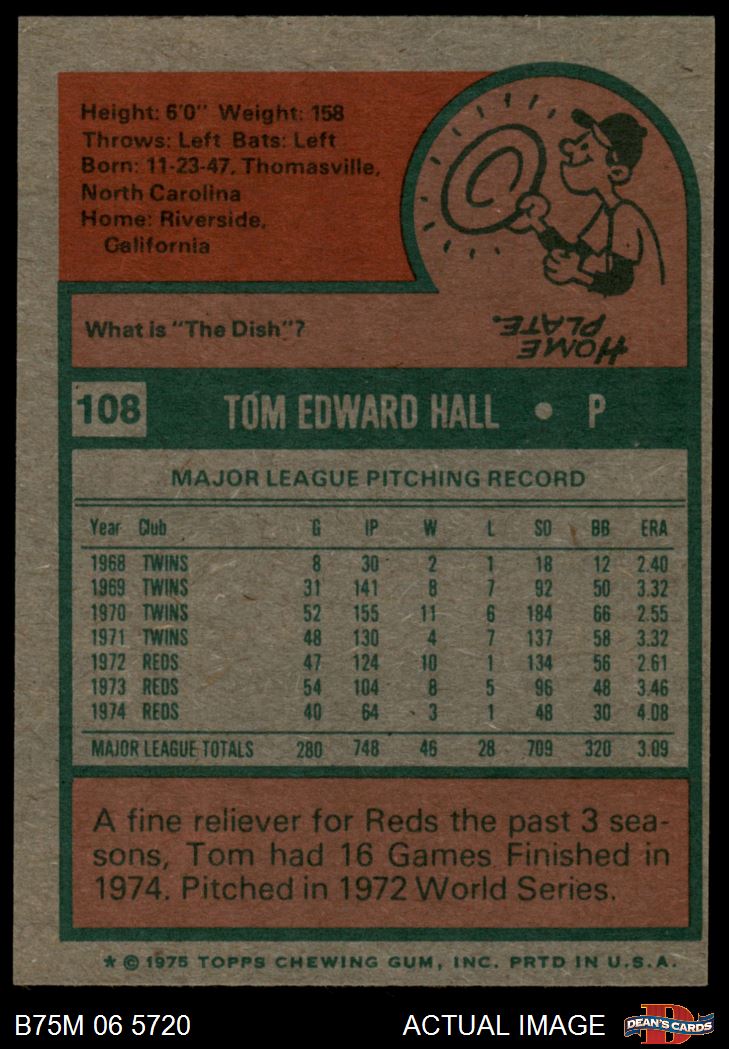 Height: 6'0" Weight: 158
Throws: Left Bats: Left
Born: 11-23-47, Thomasville,
North Carolina
Home: Riverside,
California
What is "The Dish"?
HOME
PLATE.
108 TOM EDWARD HALL • P
MAJOR LEAGUE PITCHING RECORD
Year Club G IP W L SO BB ERA
1968 TWINS 8 30 2 1 18 12 2.40
1969 TWINS 31 141 8 7 92 50 3.32
1970 TWINS 52 155 11 6 184 66 2.55
1971 TWINS 48 130 4 7 137 58 3.32
1972 REDS 47 124 10 1 134 56 2.61
1973 REDS 54 104 8 5 96 48 3.46
1974 REDS 40 64 3 1 48 30 4.08
MAJOR LEAGUE TOTALS 280 748 46 28 709 320 3.09
A fine reliever for Reds the past 3 sea-
sons, Tom had 16 Games Finished in
1974. Pitched in 1972 World Series.
* © 1975 TOPPS CHEWING GUM, INC. PRTD IN U.S.A.
B75M 06 5720 ACTUAL IMAGE DEAN'S CARDS